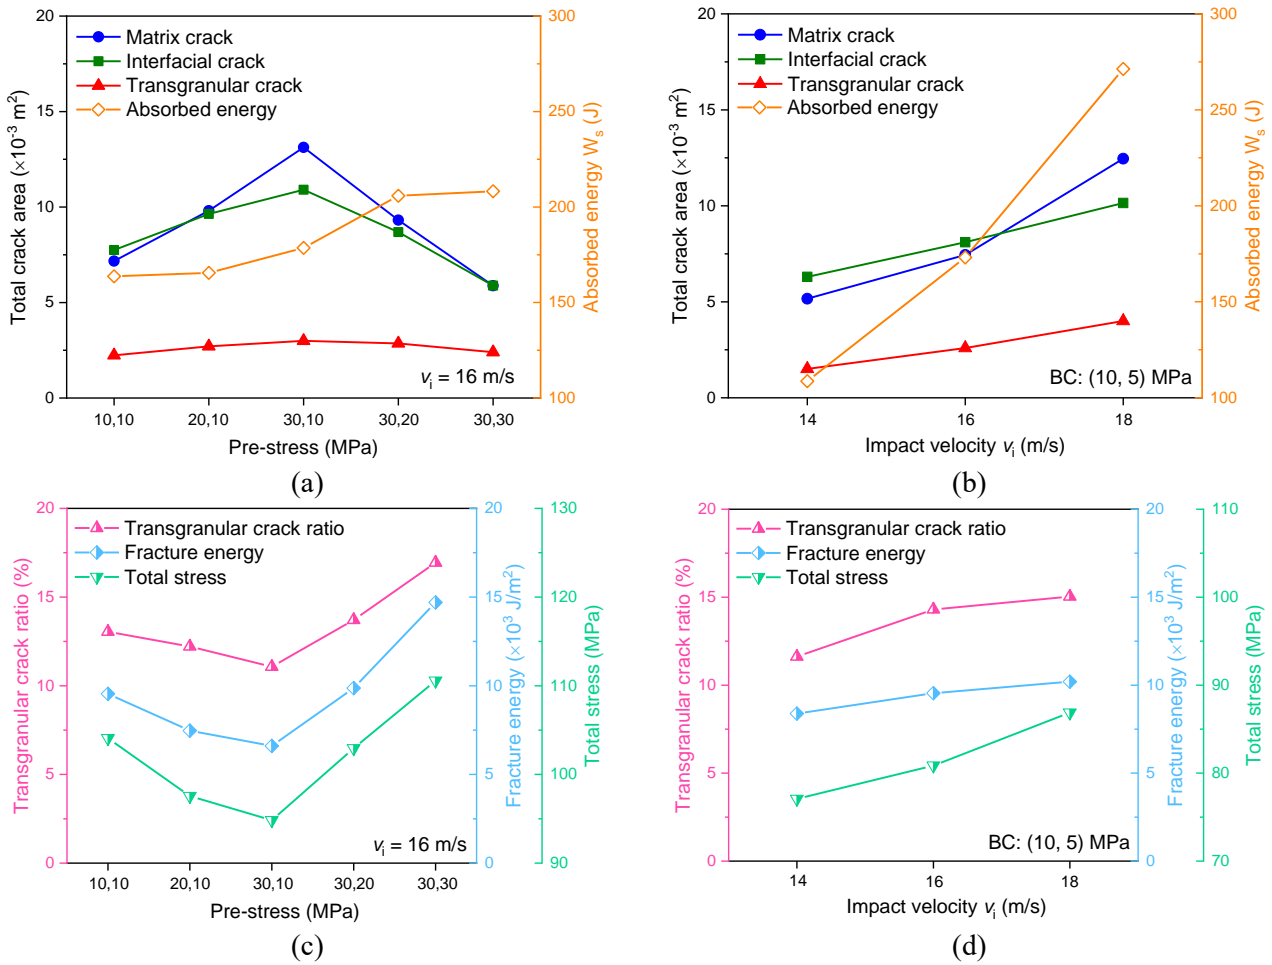 Matrix crack
Interfacial crack
Transgranular crack
Absorbed energy
Total crack area (×10⁻³ m²)
20
15
10
5
0
300
250
200
150
100
Absorbed energy Wₛ (J)
vᵢ = 16 m/s
10,10 20,10 30,10 30,20 30,30
Pre-stress (MPa)
(a)
Matrix crack
Interfacial crack
Transgranular crack
Absorbed energy
Total crack area (×10⁻³ m²)
20
15
10
5
0
300
250
200
150
100
Absorbed energy Wₛ (J)
BC: (10, 5) MPa
14 16 18
Impact velocity vᵢ (m/s)
(b)
Transgranular crack ratio
Fracture energy
Total stress
Transgranular crack ratio (%)
20
15
10
5
0
20
15
10
5
0
Fracture energy (×10³ J/m²)
130
120
110
100
90
Total stress (MPa)
vᵢ = 16 m/s
10,10 20,10 30,10 30,20 30,30
Pre-stress (MPa)
(c)
Transgranular crack ratio
Fracture energy
Total stress
Transgranular crack ratio (%)
20
15
10
5
0
20
15
10
5
0
Fracture energy (×10³ J/m²)
110
100
90
80
70
Total stress (MPa)
BC: (10, 5) MPa
14 16 18
Impact velocity vᵢ (m/s)
(d)